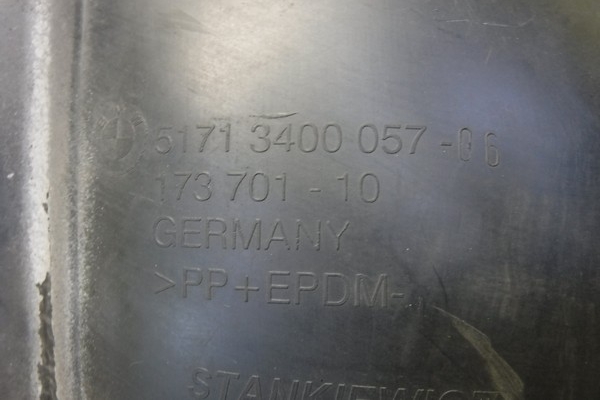 5171 3400 057-06
173 701 - 10
GERMANY
>PP+EPDM-